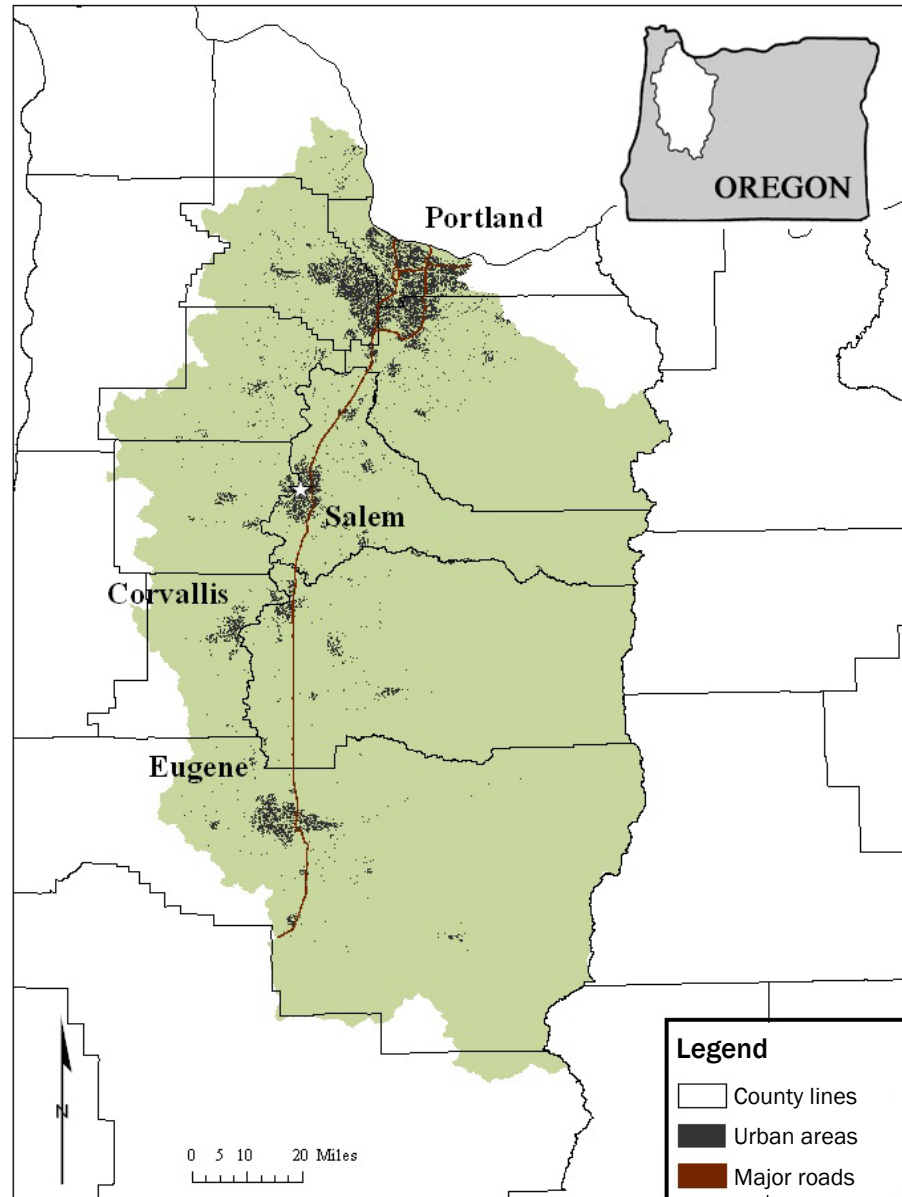 OREGON
Portland
Salem
Corvallis
Eugene
N
0 5 10 20 Miles
Legend
County lines
Urban areas
Major roads